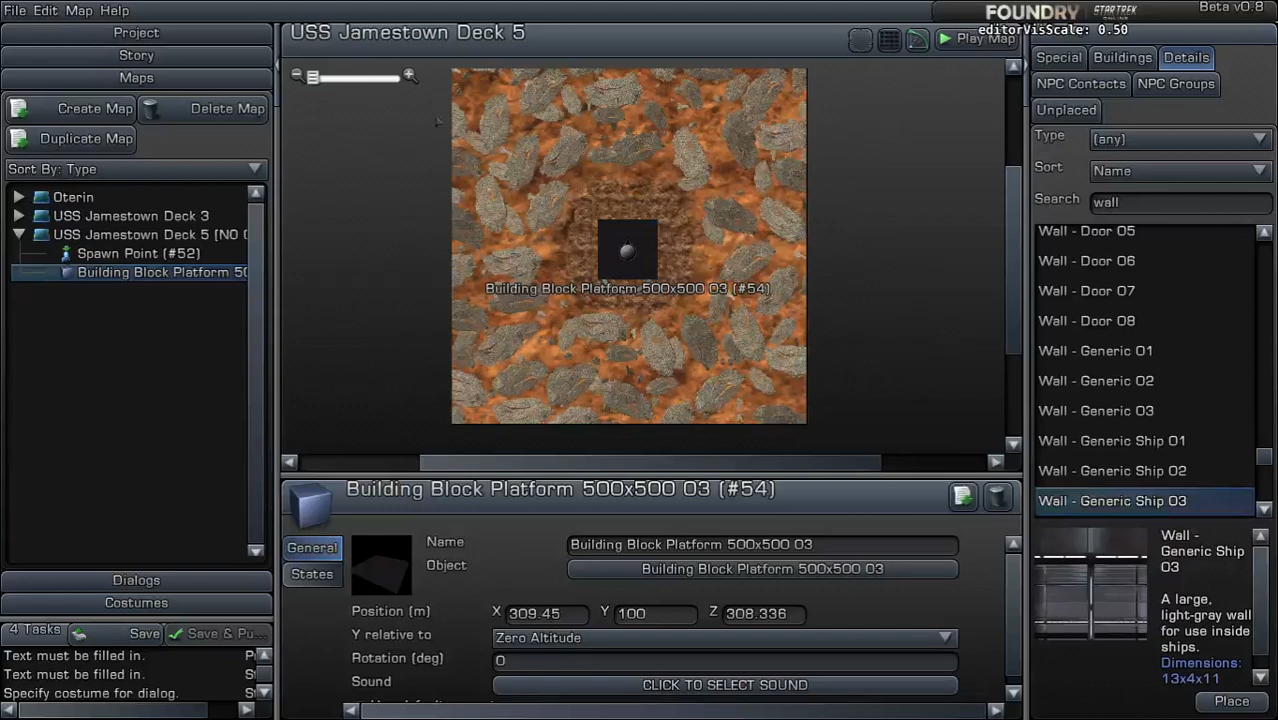 File Edit Map Help
FOUNDRY STAR TREK ONLINE
Beta v0.8
editorVisScale: 0.50
Project
Story
Maps
Create Map
Delete Map
Duplicate Map
Sort By: Type
Oterin
USS Jamestown Deck 3
USS Jamestown Deck 5 [NO
Spawn Point (#52)
Building Block Platform 50
Dialogs
Costumes
4 Tasks
Save
Save & Pu...
Text must be filled in.
Text must be filled in.
Specify costume for dialog.
USS Jamestown Deck 5
Play Map
Building Block Platform 500x500 03 (#54)
Building Block Platform 500x500 03 (#54)
General
States
Name
Building Block Platform 500x500 03
Object
Building Block Platform 500x500 03
Position (m)
X 309.45 Y 100 Z 308.336
Y relative to
Zero Altitude
Rotation (deg)
0
Sound
CLICK TO SELECT SOUND
Special
Buildings
Details
NPC Contacts
NPC Groups
Unplaced
Type
(any)
Sort
Name
Search
wall
Wall - Door 05
Wall - Door 06
Wall - Door 07
Wall - Door 08
Wall - Generic 01
Wall - Generic 02
Wall - Generic 03
Wall - Generic Ship 01
Wall - Generic Ship 02
Wall - Generic Ship 03
Wall -
Generic Ship
03
A large,
light-gray wall
for use inside
ships.
Dimensions:
13x4x11
Place